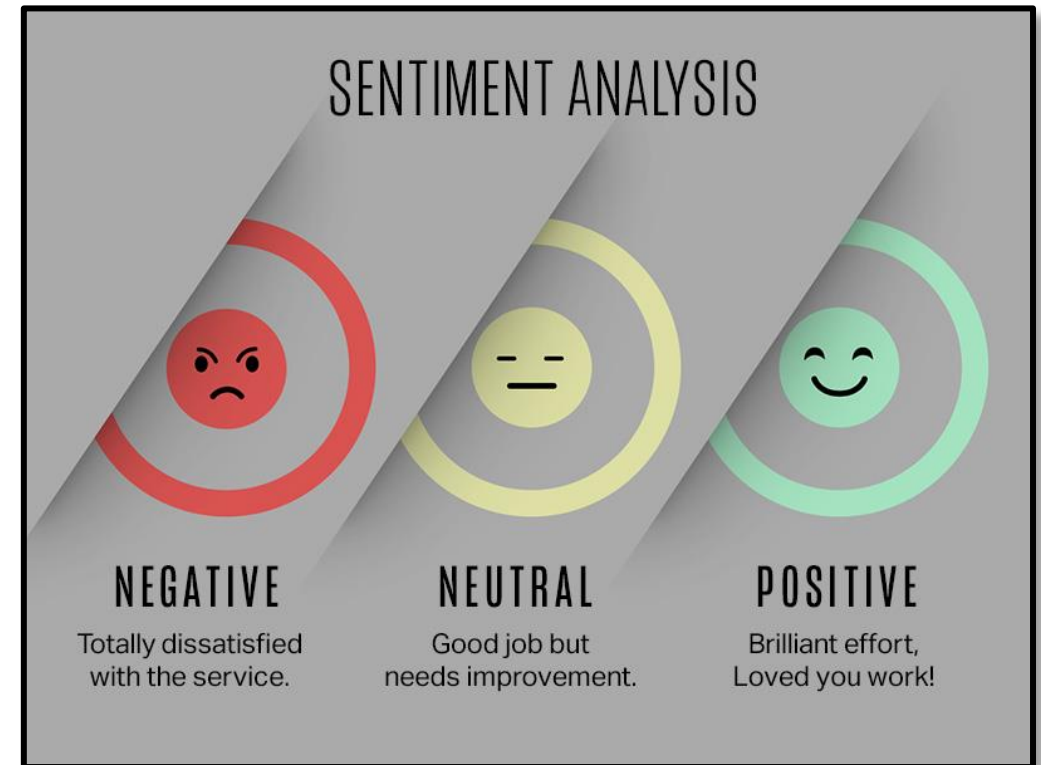 SENTIMENT ANALYSIS
NEGATIVE
Totally dissatisfied
with the service.
NEUTRAL
Good job but
needs improvement.
POSITIVE
Brilliant effort,
Loved you work!